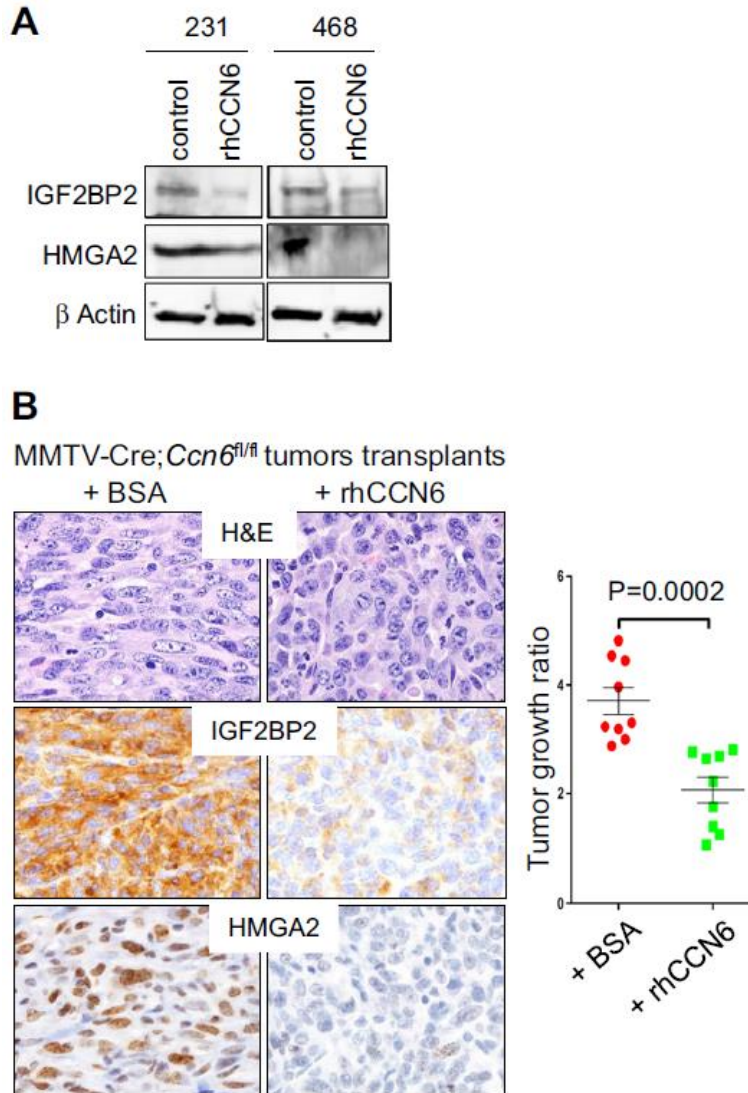 A
231 468
control rhCCN6 control rhCCN6
IGF2BP2
HMGA2
β Actin
B
MMTV-Cre;Ccn6fl/fl tumors transplants
+ BSA + rhCCN6
H&E
IGF2BP2
HMGA2
6
4
2
0
Tumor growth ratio
P=0.0002
+ BSA
+ rhCCN6